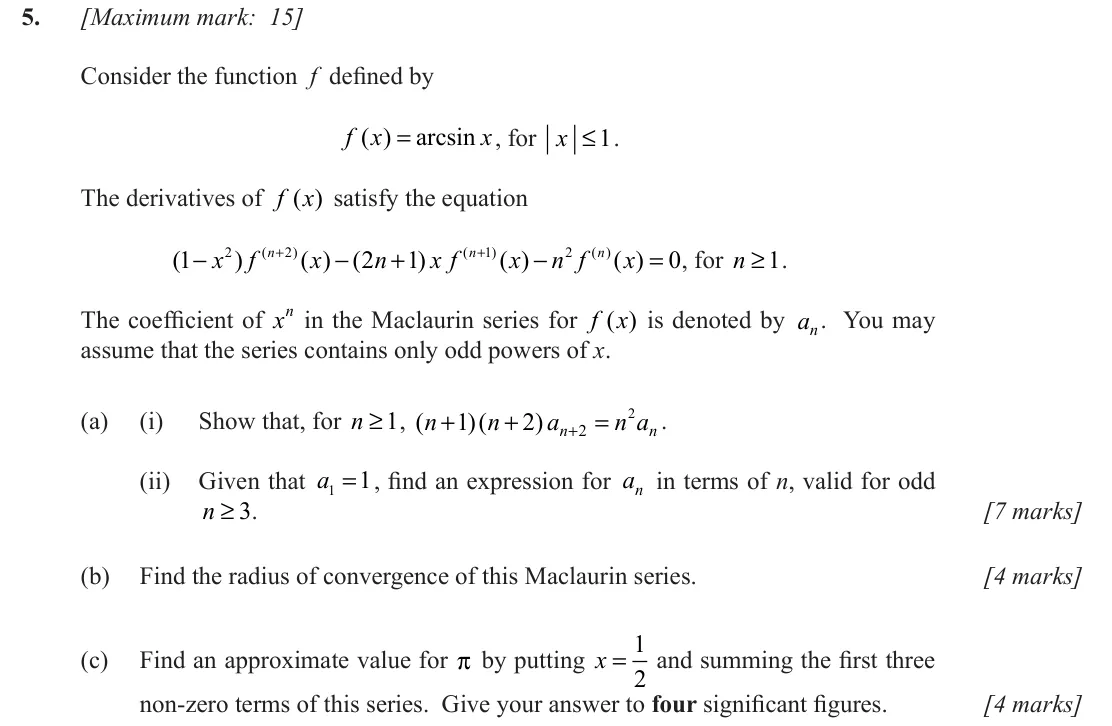 5. [Maximum mark: 15]
Consider the function f defined by
f (x) = arcsin x, for |x| ≤ 1.
The derivatives of f (x) satisfy the equation
(1 − x²) f⁽ⁿ⁺²⁾(x) − (2n + 1) x f⁽ⁿ⁺¹⁾(x) − n² f⁽ⁿ⁾(x) = 0, for n ≥ 1.
The coefficient of xⁿ in the Maclaurin series for f (x) is denoted by aₙ. You may
assume that the series contains only odd powers of x.
(a) (i) Show that, for n ≥ 1, (n + 1)(n + 2) aₙ₊₂ = n² aₙ.
(ii) Given that a₁ = 1, find an expression for aₙ in terms of n, valid for odd
n ≥ 3. [7 marks]
(b) Find the radius of convergence of this Maclaurin series. [4 marks]
(c) Find an approximate value for π by putting x = 1/2 and summing the first three
non-zero terms of this series. Give your answer to four significant figures. [4 marks]